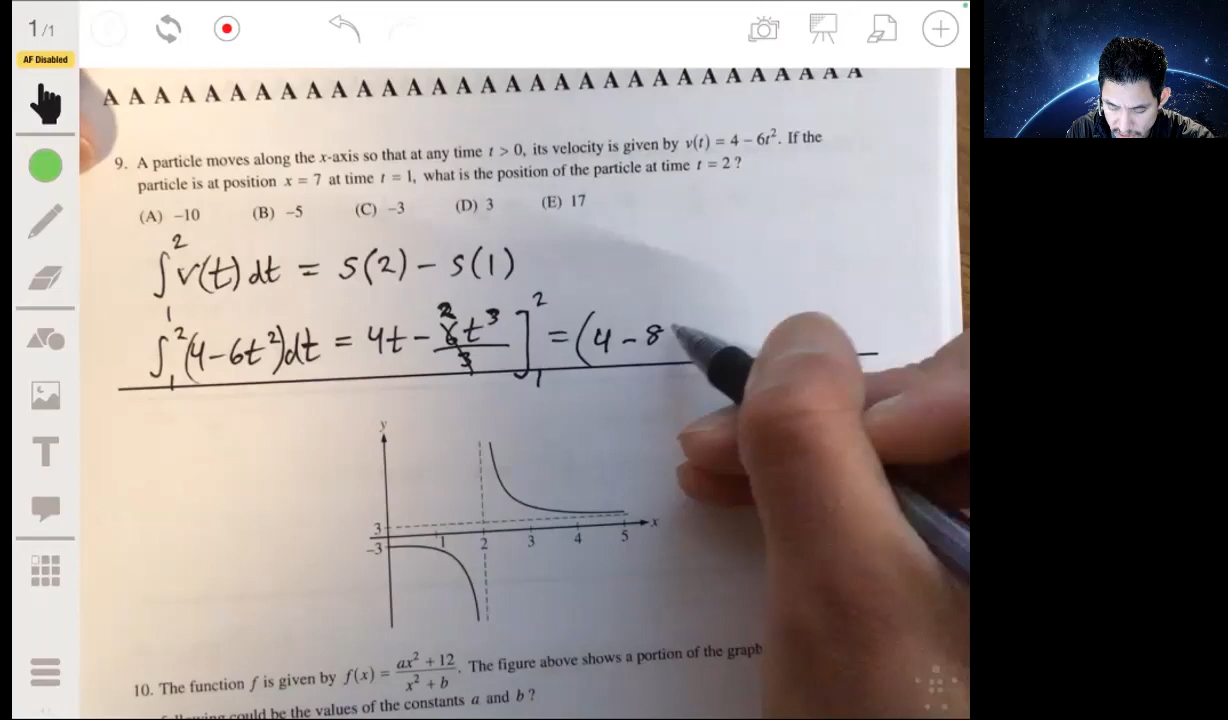 1/1
AF Disabled
A A A A A A A A A A A A A A A A A A A A A A A A A A A A A A A
9. A particle moves along the x-axis so that at any time t > 0, its velocity is given by v(t) = 4 − 6t². If the
particle is at position x = 7 at time t = 1, what is the position of the particle at time t = 2 ?
(A) −10 (B) −5 (C) −3 (D) 3 (E) 17
∫₁² v(t) dt = S(2) − S(1)
∫₁² (4−6t²)dt = 4t − 6t³/3 2 ]₁² = (4 − 8
y
3
−3
1 2 3 4 5 x
10. The function f is given by f(x) = (ax² + 12)/(x² + b). The figure above shows a portion of the graph
could be the values of the constants a and b ?
T